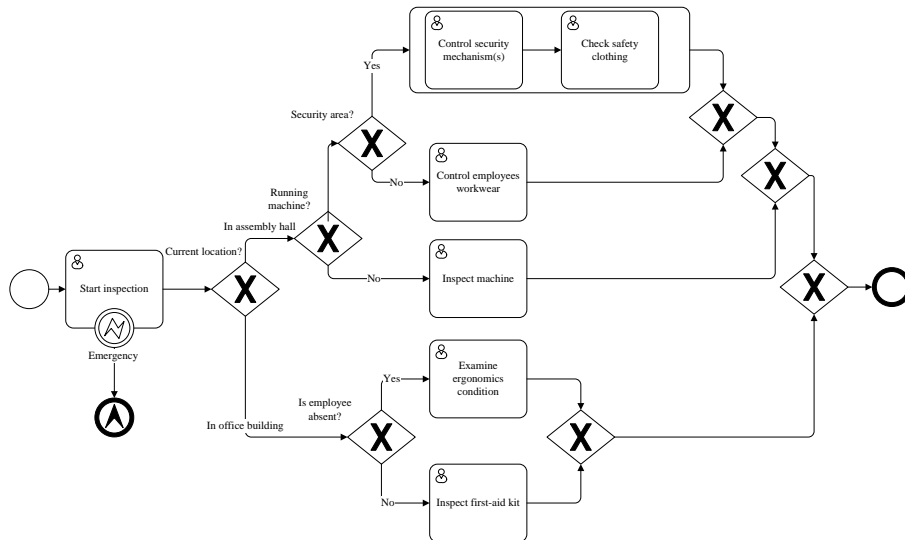 Control security
mechanism(s)
Check safety
clothing
Yes
Security area?
No
Control employees
workwear
Running
machine?
In assembly hall
Current location?
No
Inspect machine
Start inspection
Emergency
Yes
Examine
ergonomics
condition
Is employee
absent?
In office building
No
Inspect first-aid kit